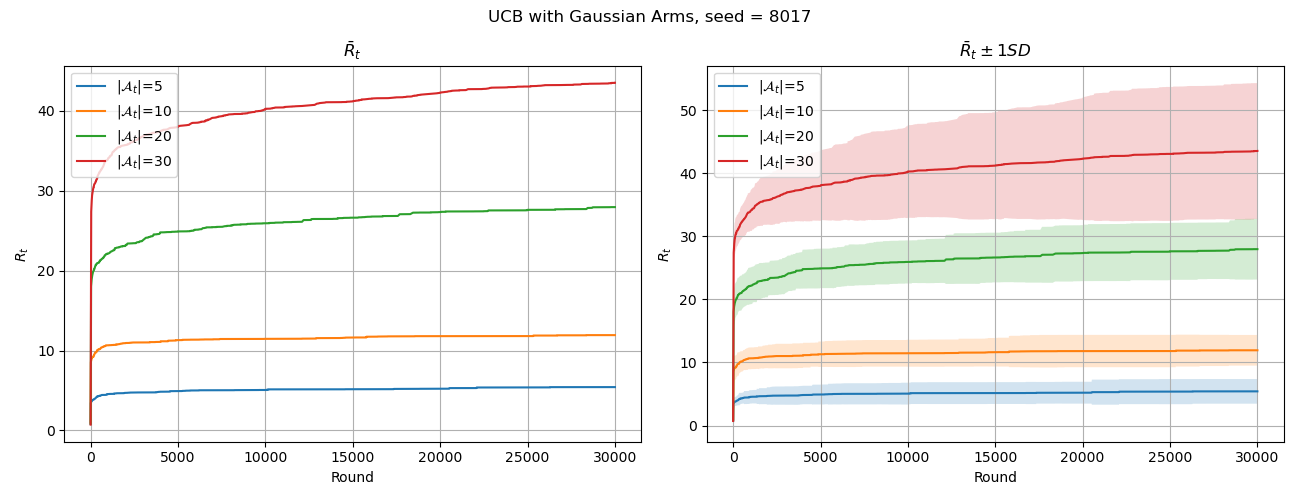 UCB with Gaussian Arms, seed = 8017
R̄ₜ
|𝒜ₜ|=5
|𝒜ₜ|=10
|𝒜ₜ|=20
|𝒜ₜ|=30
40
30
20
10
0
Rₜ
0 5000 10000 15000 20000 25000 30000
Round
R̄ₜ ± 1SD
|𝒜ₜ|=5
|𝒜ₜ|=10
|𝒜ₜ|=20
|𝒜ₜ|=30
50
40
30
20
10
0
Rₜ
0 5000 10000 15000 20000 25000 30000
Round